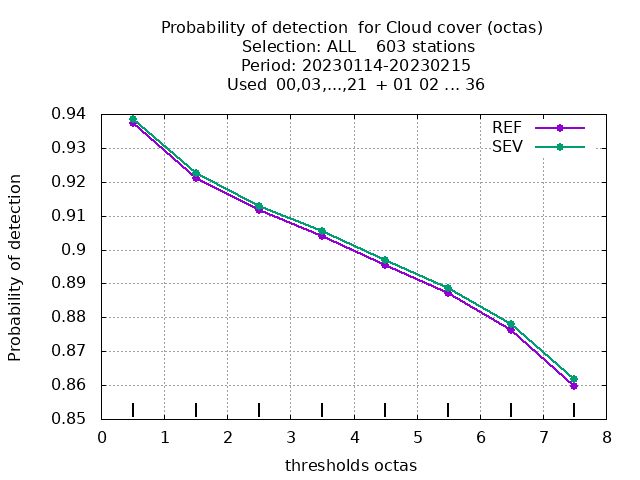 Probability of detection  for Cloud cover (octas)
Selection: ALL    603 stations
Period: 20230114-20230215
Used  00,03,...,21  + 01 02 ... 36
REF
SEV
0.94
0.93
0.92
0.91
0.9
0.89
0.88
0.87
0.86
0.85
Probability of detection
0 1 2 3 4 5 6 7 8
thresholds octas